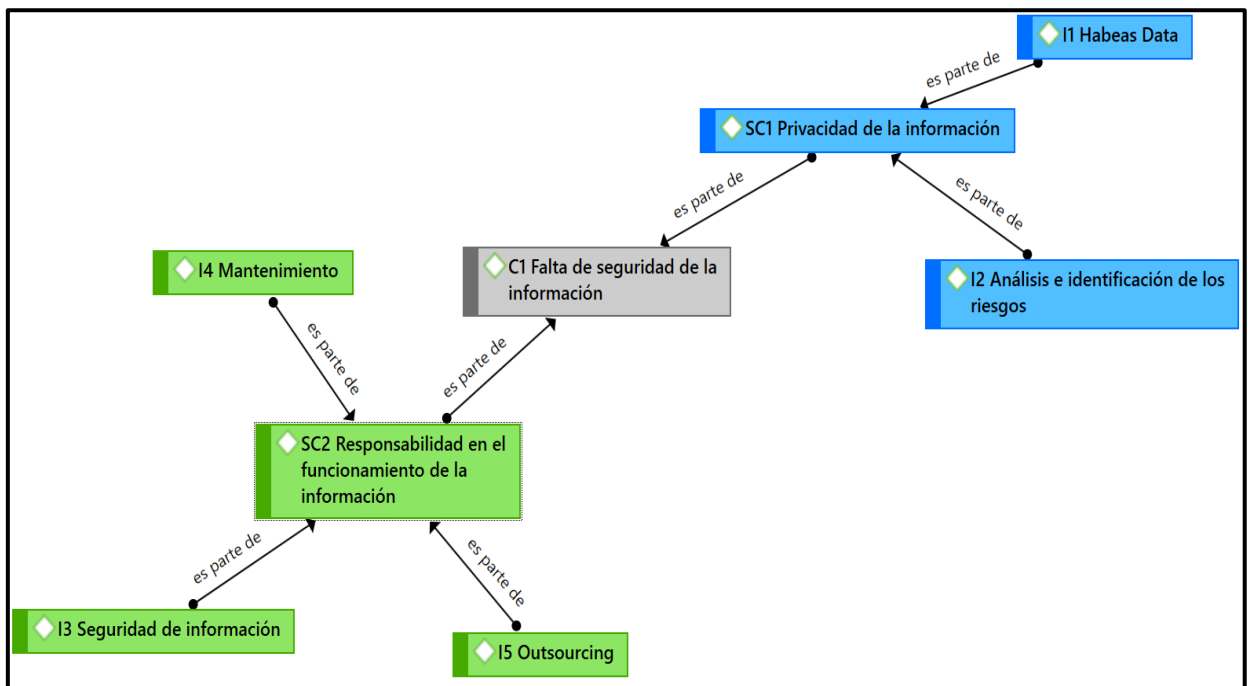 I1 Habeas Data
es parte de
SC1 Privacidad de la información
es parte de
es parte de
I4 Mantenimiento
C1 Falta de seguridad de la
información
I2 Análisis e identificación de los
riesgos
es parte de
es parte de
SC2 Responsabilidad en el
funcionamiento de la
información
es parte de
es parte de
I3 Seguridad de información
I5 Outsourcing